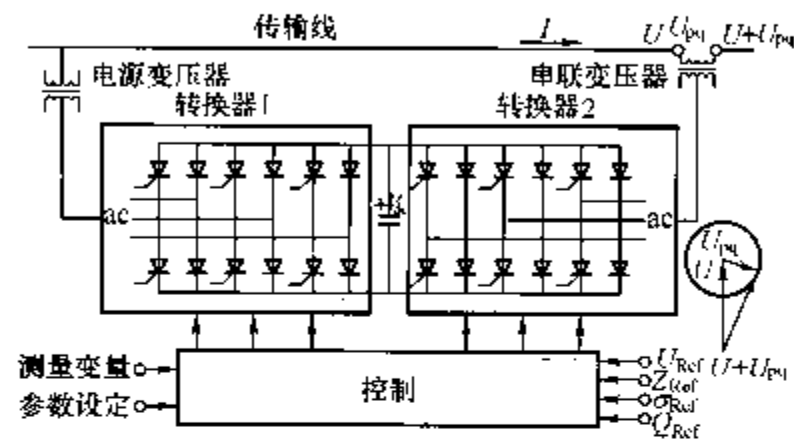 传输线
I
U
Upq
U+Upq
电源变压器
串联变压器
转换器1
转换器2
ac
ac
Upq
U
U+Upq
测量变量
参数设定
控制
URef
ZRef
σRef
QRef